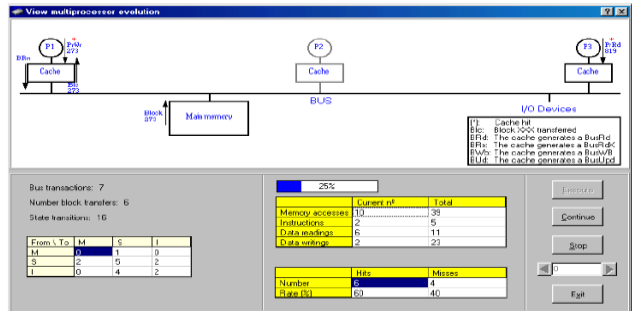 View multiprocessor evolution
P1
PrWr
273
P2
P3
PrRd
819
BRx
Cache
Cache
Cache
Blc
273
BUS
I/O Devices
Block
273
Main memory
(*): Cache hit
Blc: Block XXX transferred
BRd: The cache generates a BusRd
BRx: The cache generates a BusRdX
BWb: The cache generates a BusWB
BUd: The cache generates a BusUpd
Bus transactions: 7
Number block transfers: 6
State transitions: 16
From \ To M S I
M 0 1 0
S 2 5 2
I 0 4 2
25%
Current nº Total
Memory accesses 10 39
Instructions 2 5
Data readings 6 11
Data writings 2 23
Hits Misses
Number 6 4
Rate (%) 60 40
Execute
Continue
Stop
0
Exit